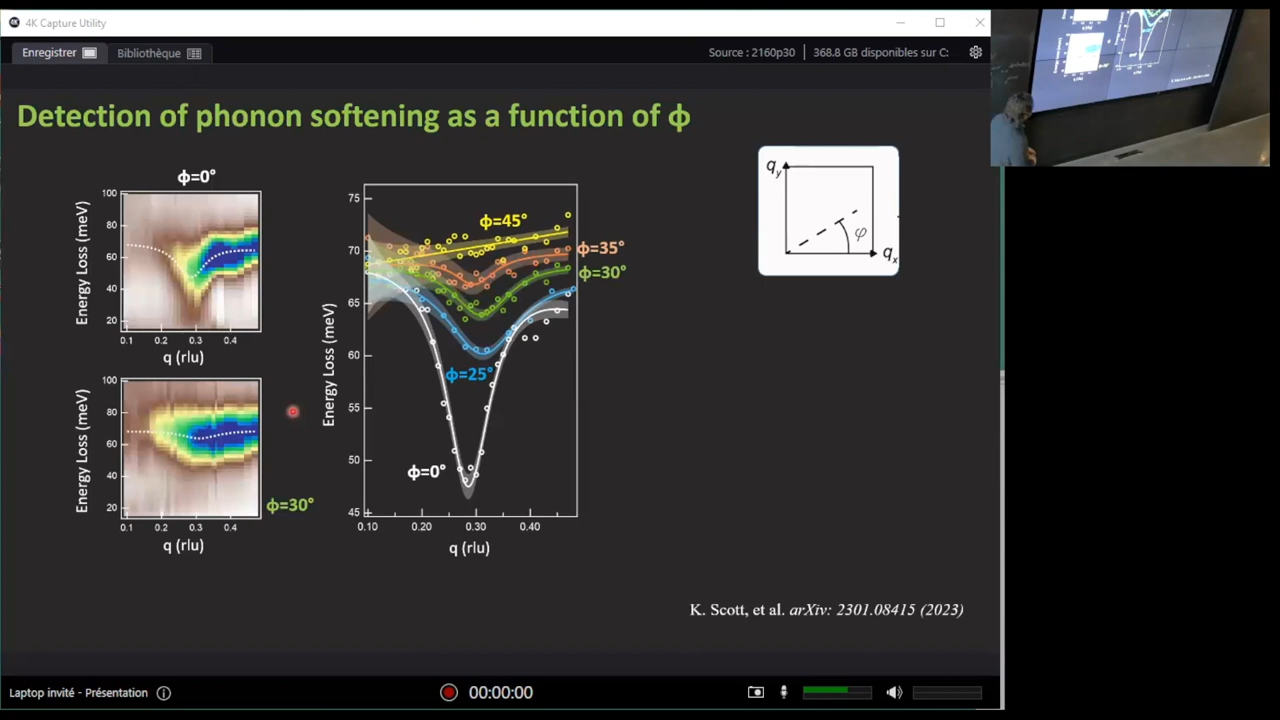 4K Capture Utility
Enregistrer
Bibliothèque
Source : 2160p30
368.8 GB disponibles sur C:
Detection of phonon softening as a function of ϕ
ϕ=0°
100
80
60
40
20
Energy Loss (meV)
0.1 0.2 0.3 0.4
q (rlu)
100
80
60
40
20
Energy Loss (meV)
0.1 0.2 0.3 0.4
q (rlu)
ϕ=30°
75
70
65
60
55
50
45
Energy Loss (meV)
ϕ=45°
ϕ=35°
ϕ=30°
ϕ=25°
ϕ=0°
0.10 0.20 0.30 0.40
q (rlu)
qy
φ
qx
K. Scott, et al. arXiv: 2301.08415 (2023)
Laptop invité - Présentation
00:00:00